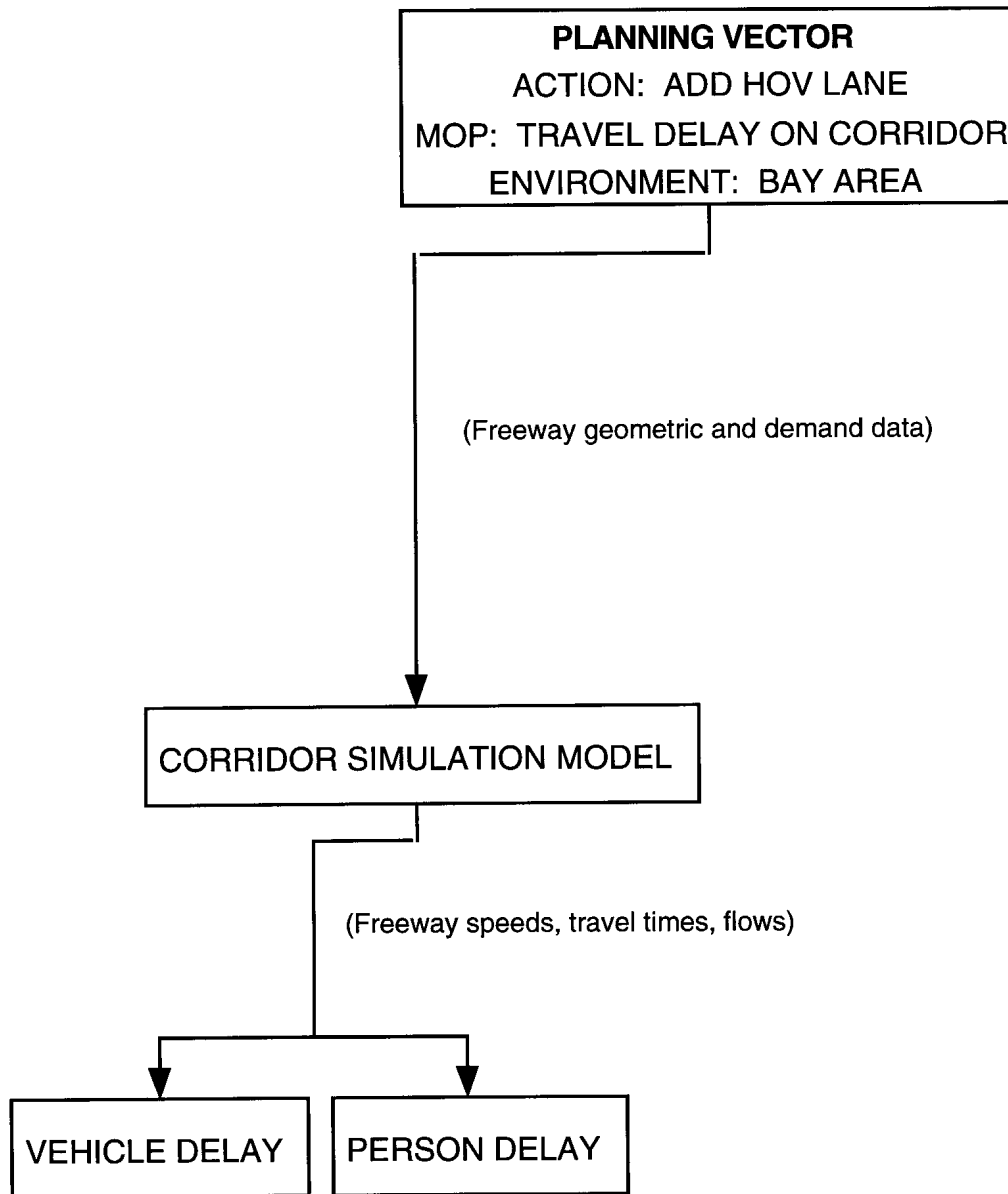 PLANNING VECTOR
ACTION: ADD HOV LANE
MOP: TRAVEL DELAY ON CORRIDOR
ENVIRONMENT: BAY AREA
(Freeway geometric and demand data)
CORRIDOR SIMULATION MODEL
(Freeway speeds, travel times, flows)
VEHICLE DELAY
PERSON DELAY